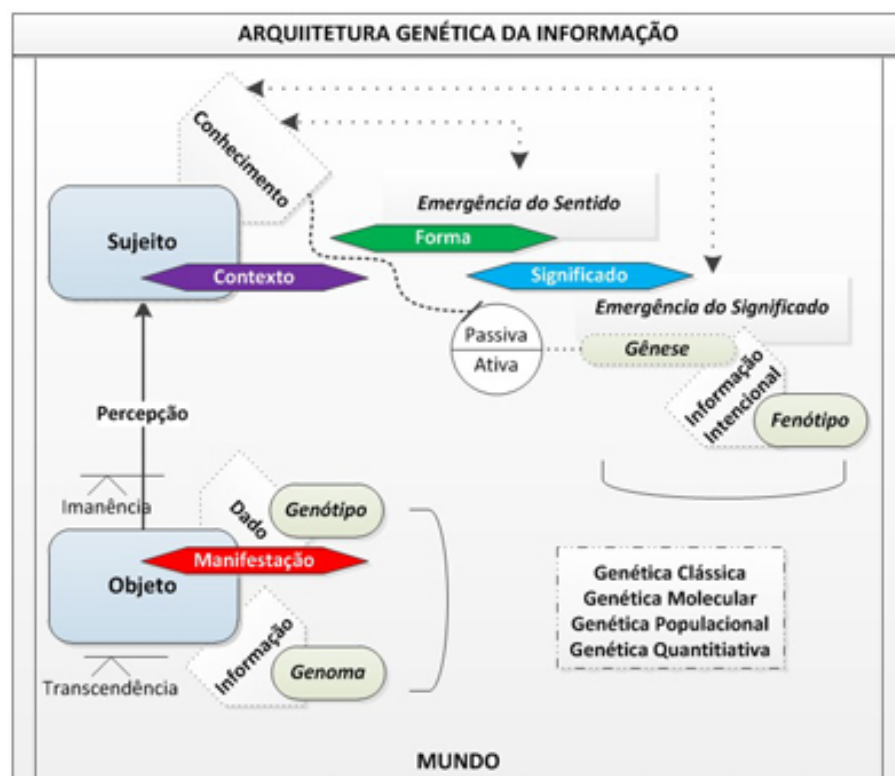 ARQUIITETURA GENÉTICA DA INFORMAÇÃO
Conhecimento
Emergência do Sentido
Sujeito
Forma
Contexto
Significado
Emergência do Significado
Passiva
Ativa
Gênese
Informação
Intencional
Fenótipo
Percepção
Imanência
Dado
Genótipo
Manifestação
Objeto
Informação
Genoma
Transcendência
Genética Clássica
Genética Molecular
Genética Populacional
Genética Quantitiativa
MUNDO